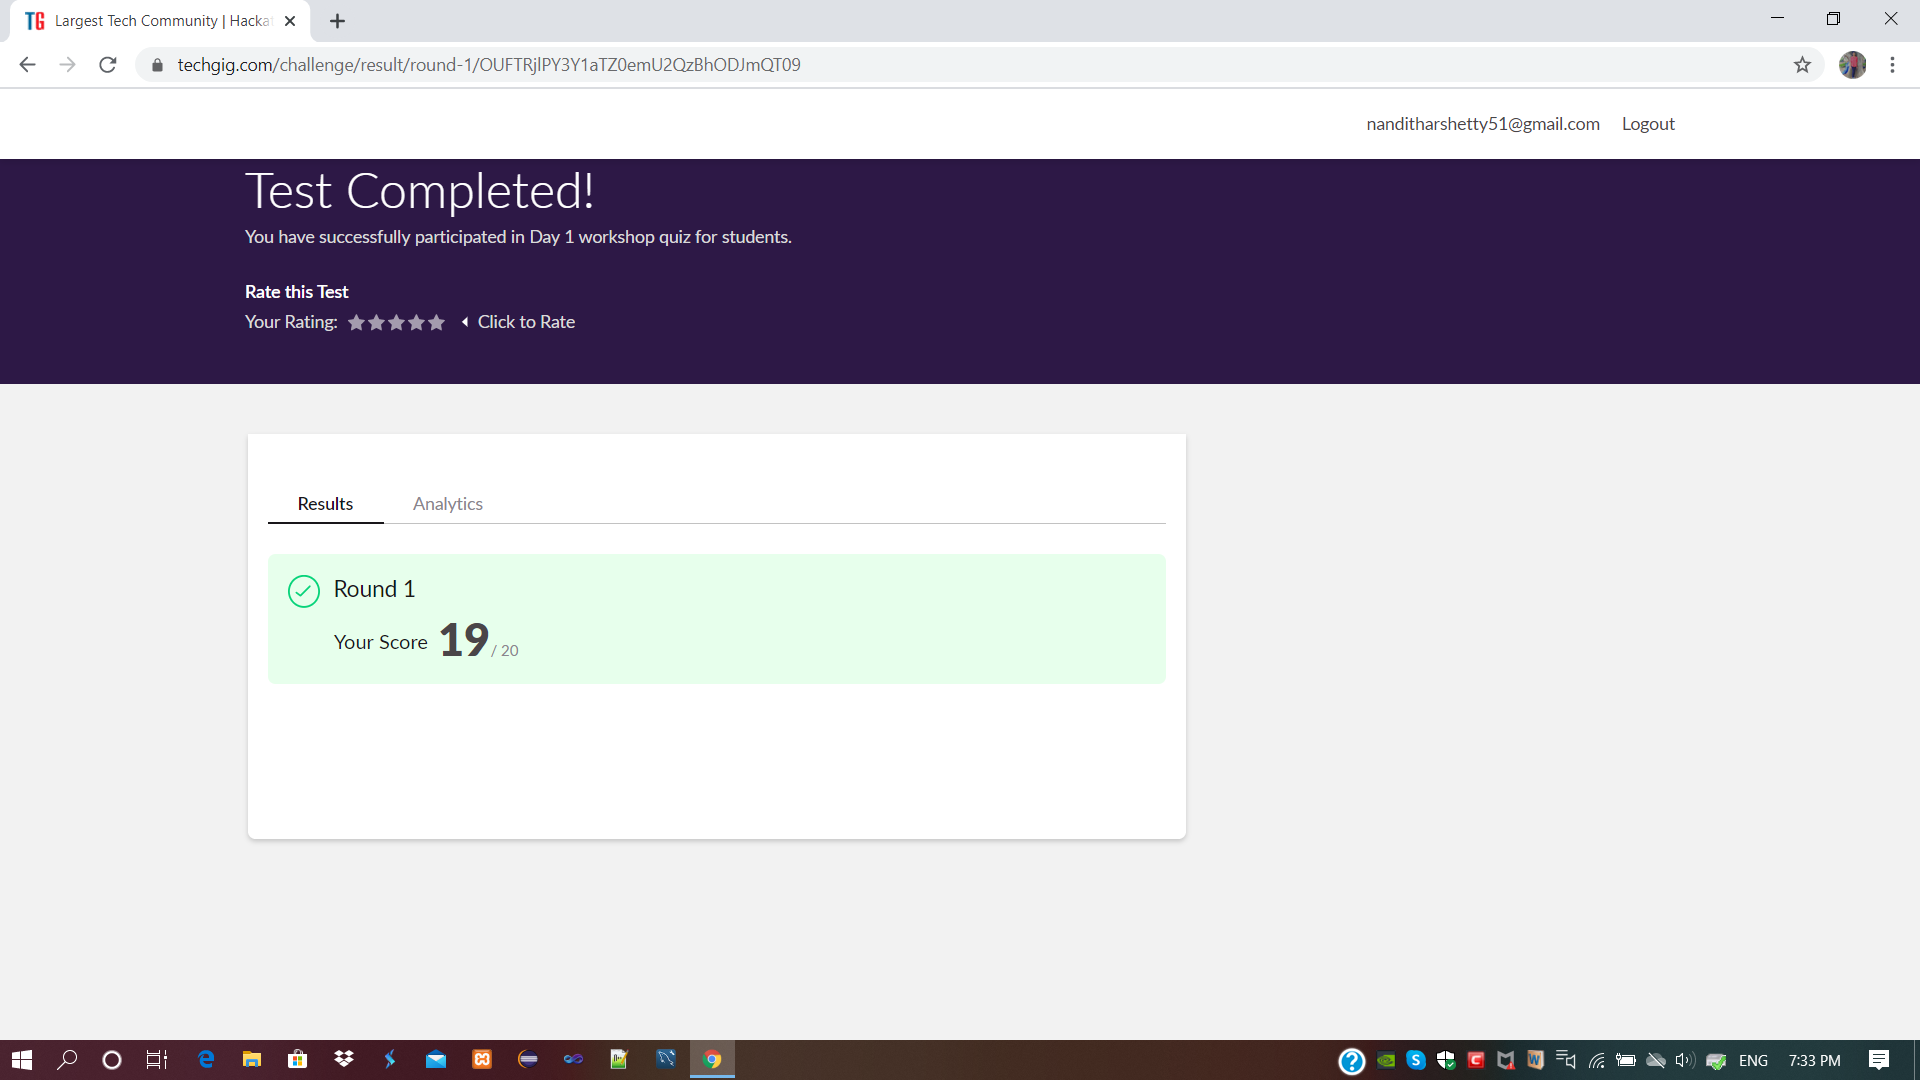 TG Largest Tech Community | Hacka
techgig.com/challenge/result/round-1/OUFTRjlPY3Y1aTZ0emU2QzBhODJmQT09
nanditharshetty51@gmail.com Logout
Test Completed!
You have successfully participated in Day 1 workshop quiz for students.
Rate this Test
Your Rating: Click to Rate
Results Analytics
Round 1
Your Score 19 / 20
ENG 7:33 PM